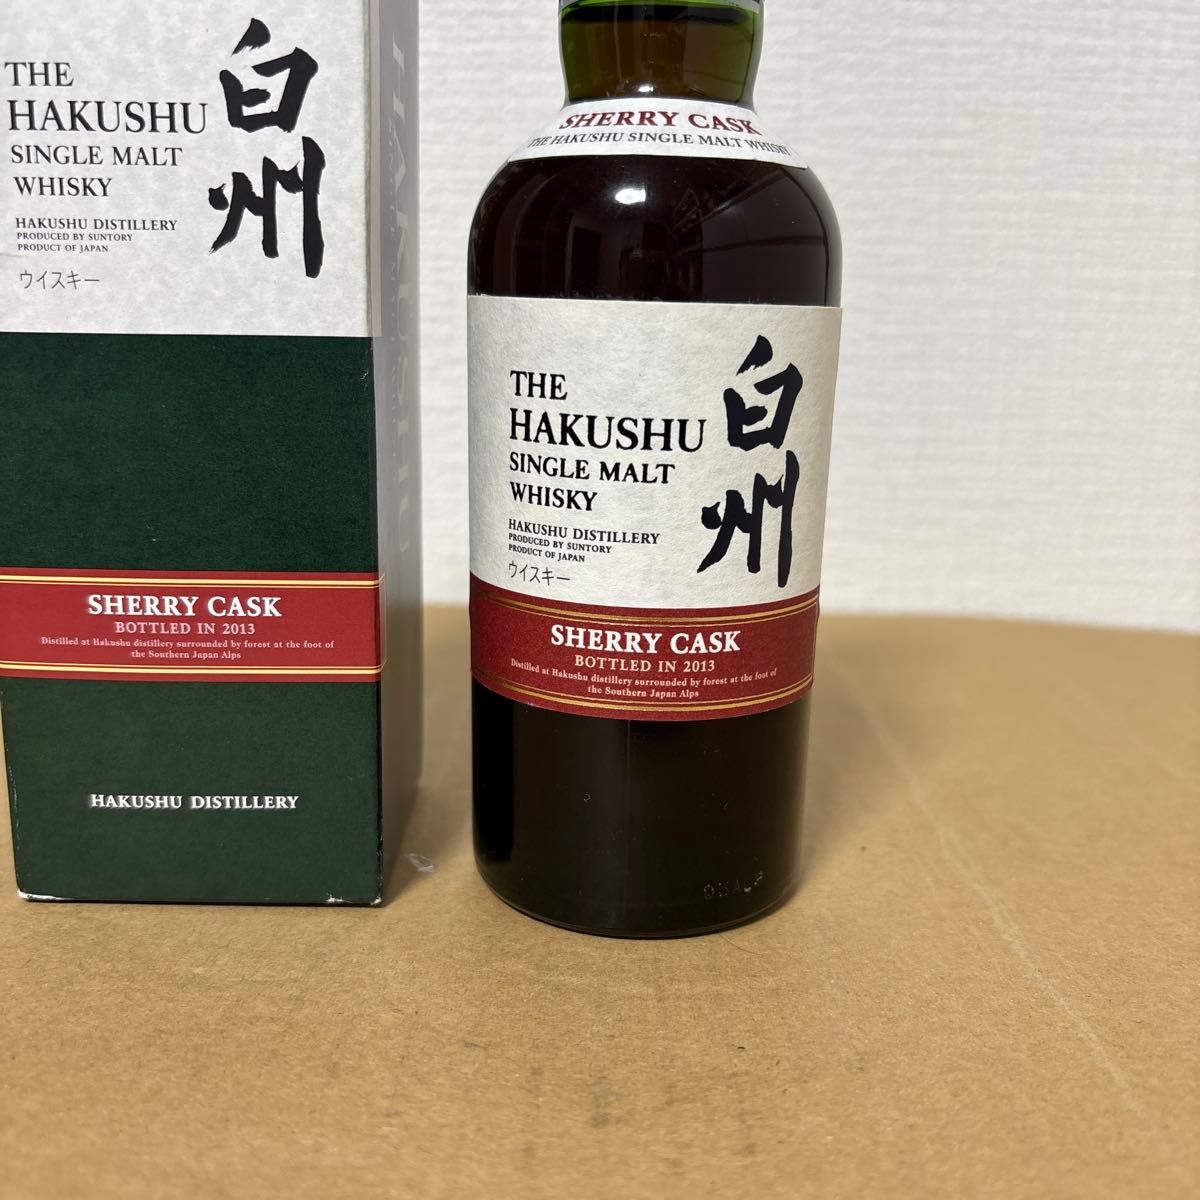 THE
HAKUSHU
SINGLE MALT
WHISKY
白州
HAKUSHU DISTILLERY
PRODUCED BY SUNTORY
PRODUCT OF JAPAN
ウイスキー
SHERRY CASK
BOTTLED IN 2013
Distilled at Hakushu distillery surrounded by forest at the foot of
the Southern Japan Alps
HAKUSHU DISTILLERY
SHERRY CASK
THE HAKUSHU SINGLE MALT WHISKY
THE
HAKUSHU
SINGLE MALT
WHISKY
白州
HAKUSHU DISTILLERY
PRODUCED BY SUNTORY
PRODUCT OF JAPAN
ウイスキー
SHERRY CASK
BOTTLED IN 2013
Distilled at Hakushu distillery surrounded by forest at the foot of
the Southern Japan Alps